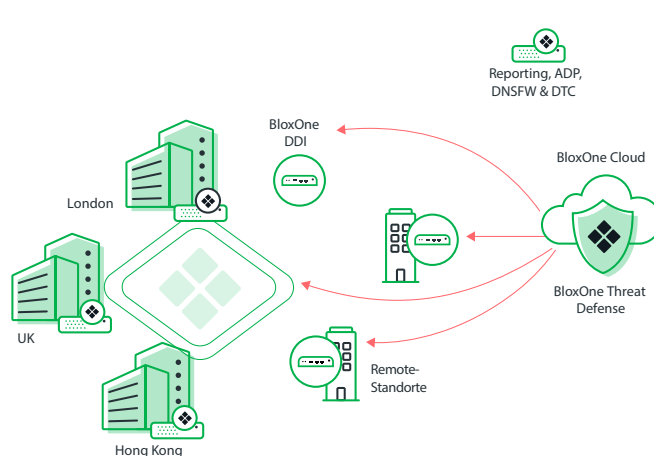 Reporting, ADP,
DNSFW & DTC
BloxOne
DDI
BloxOne Cloud
London
BloxOne Threat
Defense
UK
Remote-
Standorte
Hong Kong